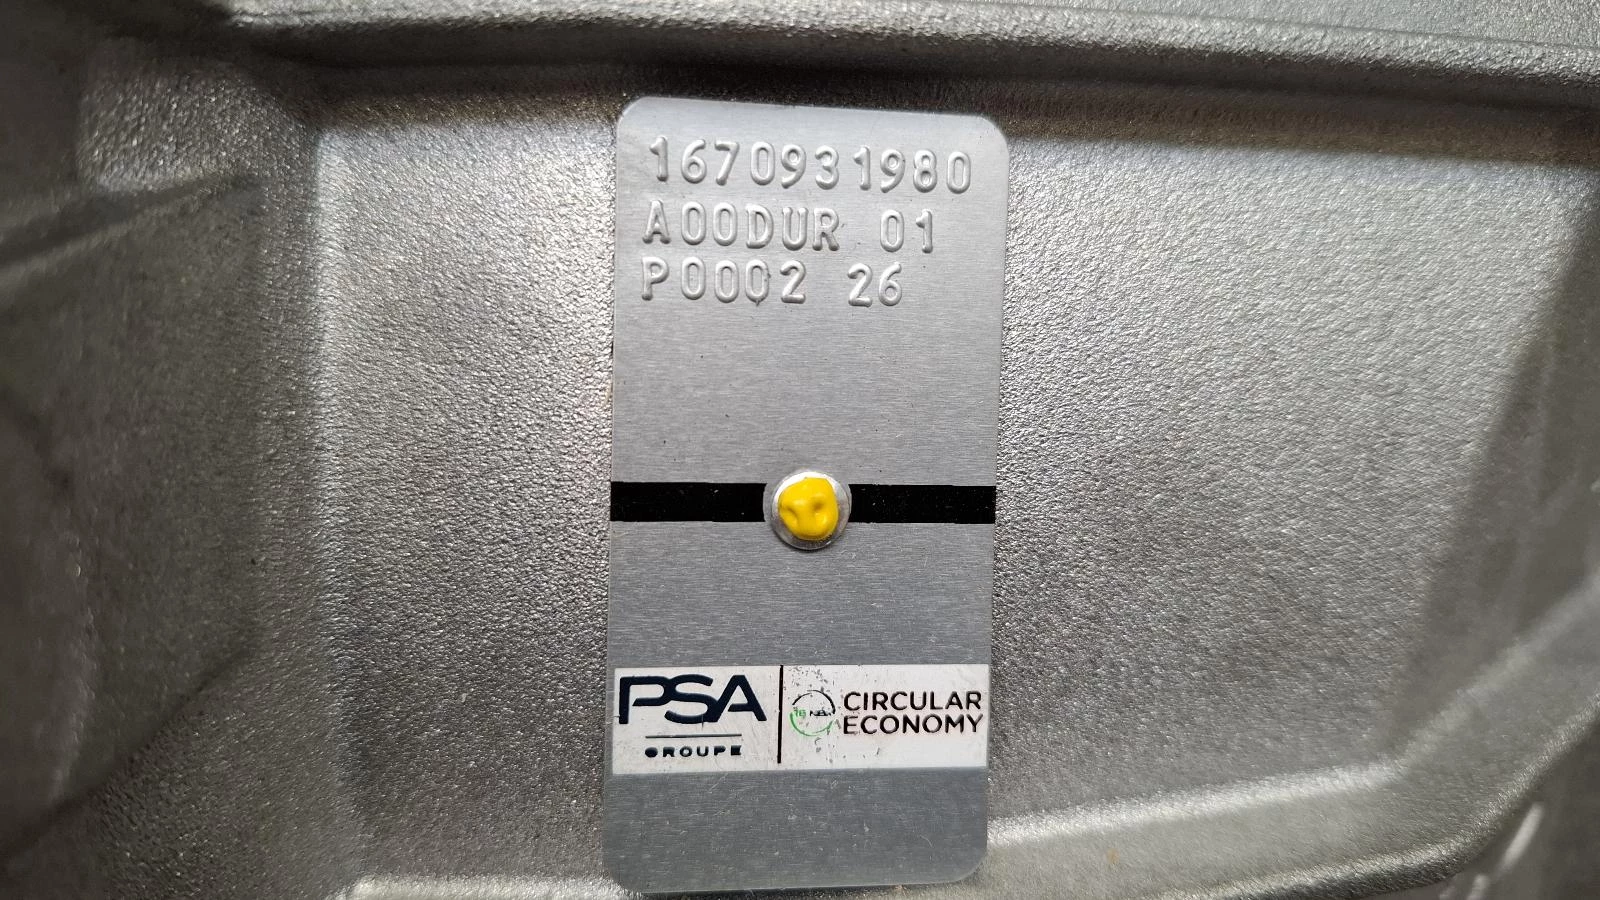 1670931980
A00DUR 01
P0002 26
PSA
GROUPE
CIRCULAR
ECONOMY